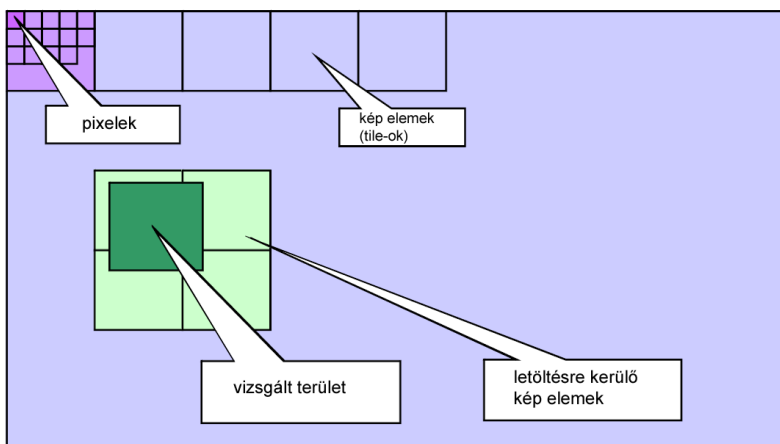 pixelek
kép elemek
(tile-ok)
vizsgált terület
letöltésre kerülő
kép elemek